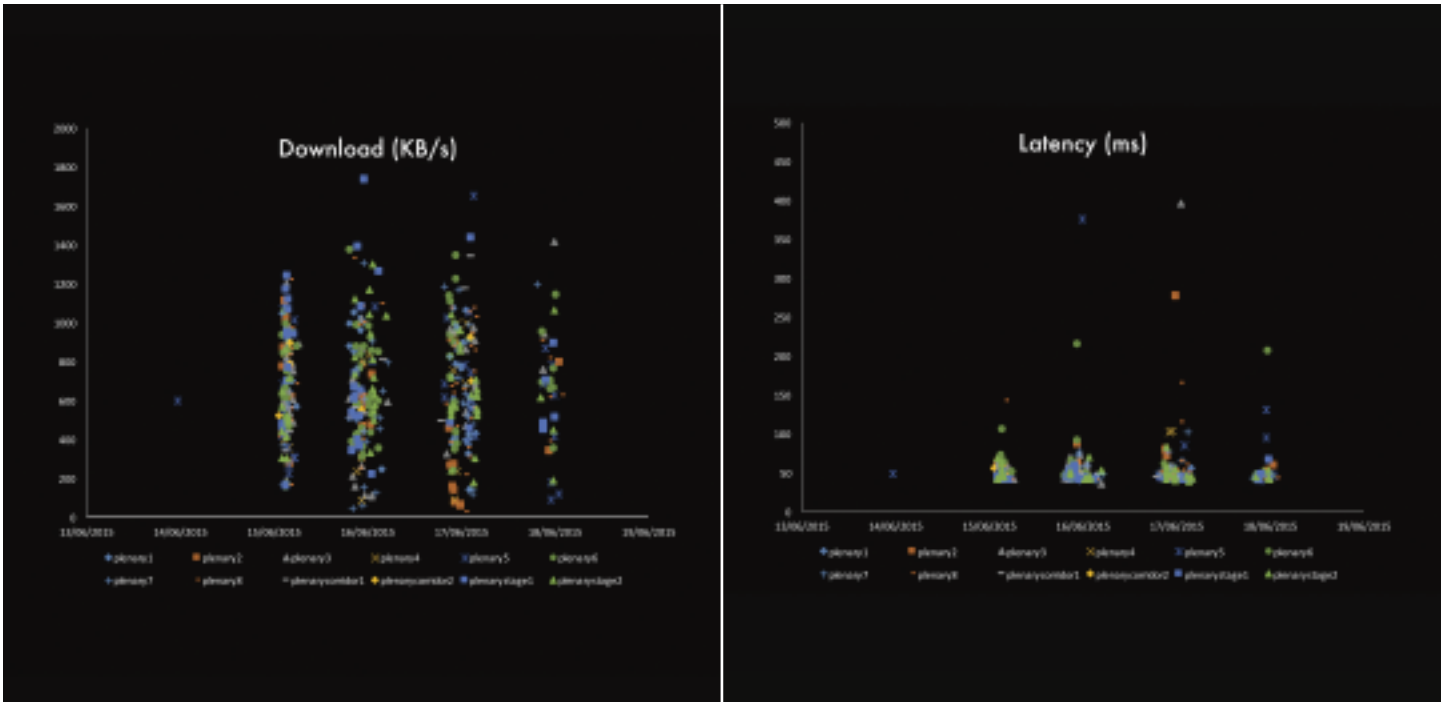 Download (KB/s)
2000
1800
1600
1400
1200
1000
800
600
400
200
0
13/06/2015 14/06/2015 15/06/2015 16/06/2015 17/06/2015 18/06/2015 19/06/2015
plenary1 plenary2 plenary3 plenary4 plenary5 plenary6
plenary7 plenary8 plenarycorridor1 plenarycorridor2 plenarystage1 plenarystage2
Latency (ms)
500
450
400
350
300
250
200
150
100
50
0
13/06/2015 14/06/2015 15/06/2015 16/06/2015 17/06/2015 18/06/2015 19/06/2015
plenary1 plenary2 plenary3 plenary4 plenary5 plenary6
plenary7 plenary8 plenarycorridor1 plenarycorridor2 plenarystage1 plenarystage2